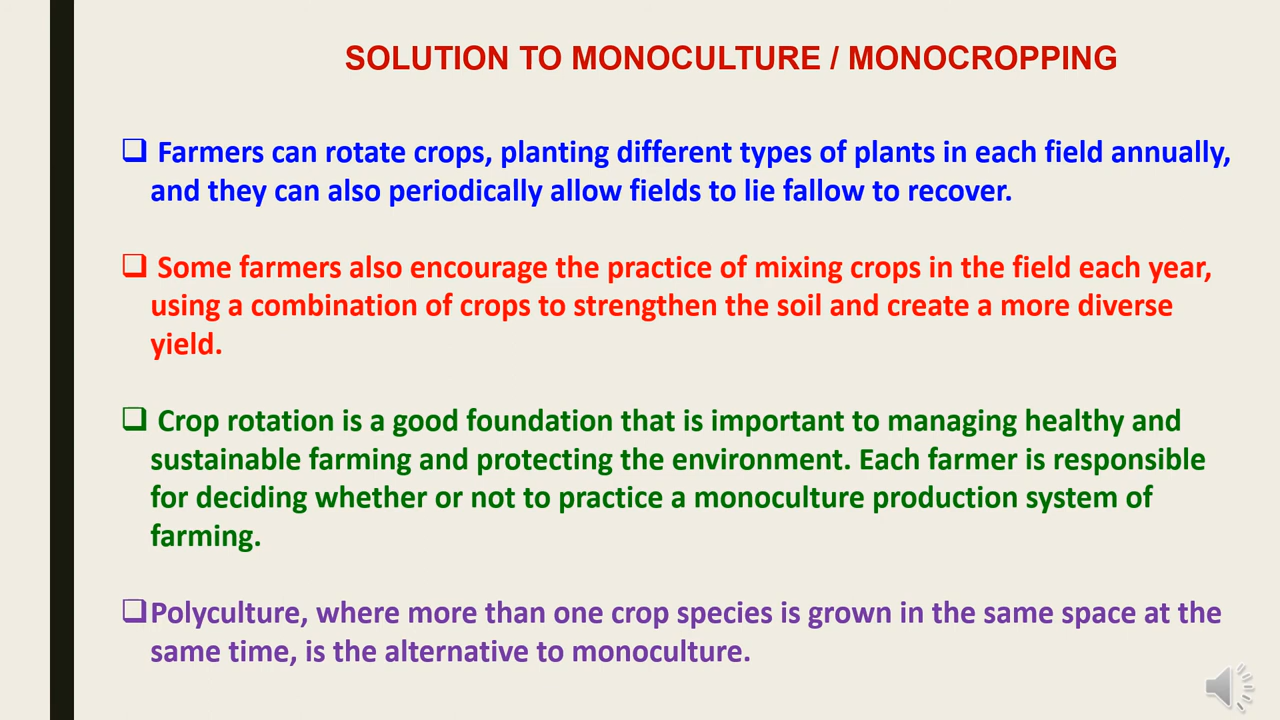 SOLUTION TO MONOCULTURE / MONOCROPPING
❑ Farmers can rotate crops, planting different types of plants in each field annually,
and they can also periodically allow fields to lie fallow to recover.
❑ Some farmers also encourage the practice of mixing crops in the field each year,
using a combination of crops to strengthen the soil and create a more diverse
yield.
❑ Crop rotation is a good foundation that is important to managing healthy and
sustainable farming and protecting the environment. Each farmer is responsible
for deciding whether or not to practice a monoculture production system of
farming.
❑Polyculture, where more than one crop species is grown in the same space at the
same time, is the alternative to monoculture.